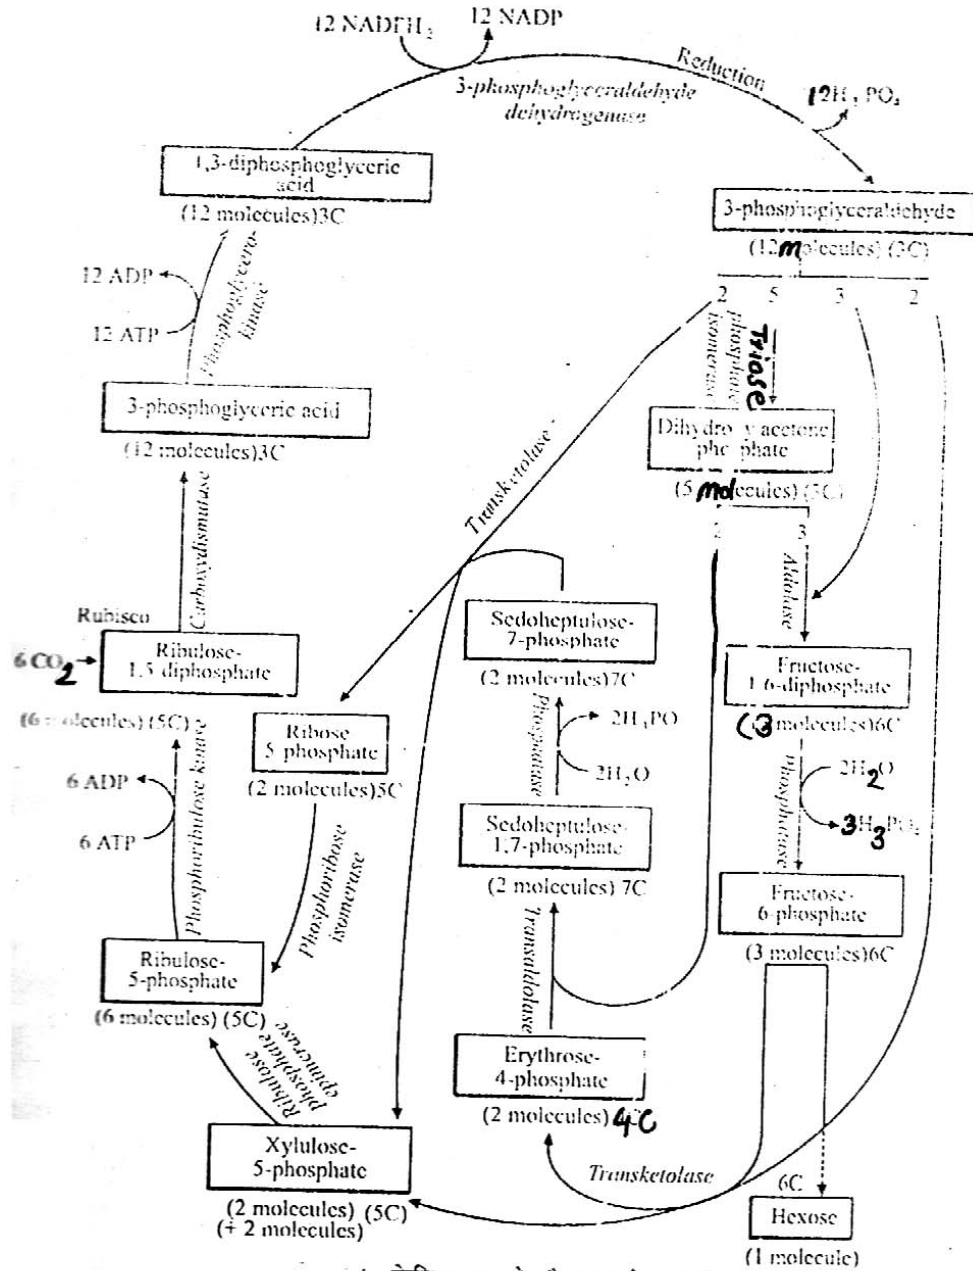 12 NADPH₂
12 NADP
Reduction
3-phosphoglyceraldehyde
dehydrogenase
12H₃PO₄
1,3-diphosphoglyceric
acid
(12 molecules)3C
3-phosphoglyceraldehyde
(12molecules) (3C)
2 5 3 2
12 ADP
12 ATP
Phosphoglycero-
kinase
Triose
phosphate
isomerase
3-phosphoglyceric acid
(12 molecules)3C
Dihydroxy acetone
phosphate
(5 molecules) (3C)
2 3
Transketolase
Aldolase
Carboxydismutase
Rubisco
6 CO₂
Ribulose-
1,5 diphosphate
(6 molecules) (5C)
Sedoheptulose-
7-phosphate
(2 molecules)7C
Fructose-
1,6-diphosphate
(3 molecules)6C
Ribose
5 phosphate
(2 molecules)5C
Phosphatase
2H₃PO
2H₂O
Phosphatase
2H₂O
3H₃PO₄
6 ADP
6 ATP
Phosphoribulose kinase
Phosphoribose
isomerase
Sedoheptulose-
1,7-phosphate
(2 molecules) 7C
Fructose-
6-phosphate
(3 molecules)6C
Ribulose-
5-phosphate
(6 molecules) (5C)
Transaldolase
Ribulose
phosphate
epimerase
Erythrose-
4-phosphate
(2 molecules) 4C
Xylulose-
5-phosphate
(2 molecules) (5C)
(+ 2 molecules)
Transketolase
6C
Hexose
(1 molecule)